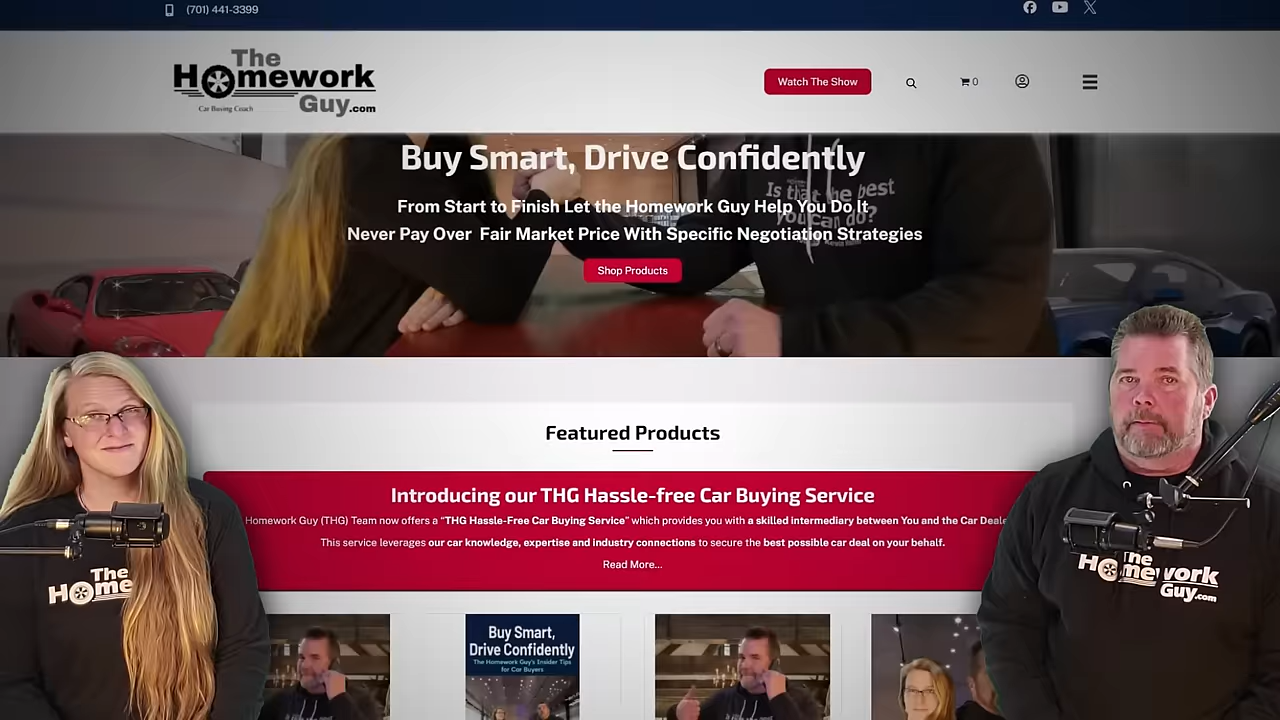 (701) 441-3399
The
Homework
Guy.com
Car Buying Coach
Watch The Show
0
Buy Smart, Drive Confidently
Is that the best
you can do?
From Start to Finish Let the Homework Guy Help You Do It
Never Pay Over Fair Market Price With Specific Negotiation Strategies
Shop Products
Featured Products
Introducing our THG Hassle-free Car Buying Service
Homework Guy (THG) Team now offers a “THG Hassle-Free Car Buying Service” which provides you with a skilled intermediary between You and the Car Deale
This service leverages our car knowledge, expertise and industry connections to secure the best possible car deal on your behalf.
Read More...
The
Home
The
Homework
Guy.com
Buy Smart,
Drive Confidently
The Homework Guy's Insider Tips
for Car Buyers